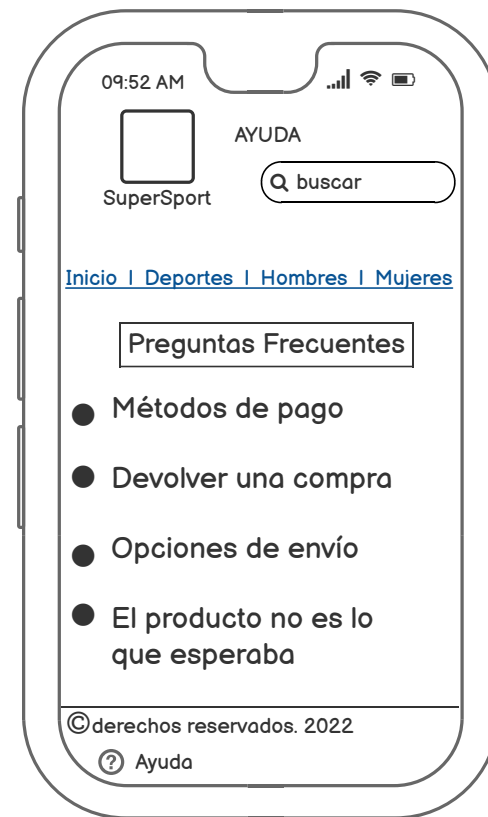 09:52 AM
AYUDA
buscar
SuperSport
Inicio | Deportes | Hombres | Mujeres
Preguntas Frecuentes
Métodos de pago
Devolver una compra
Opciones de envío
El producto no es lo
que esperaba
©derechos reservados. 2022
? Ayuda